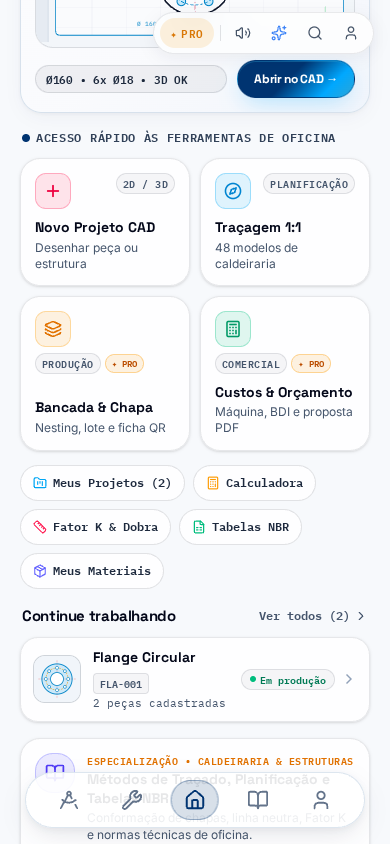 Ø 160
✦ PRO
Ø160 • 6x Ø18 • 3D OK
Abrir no CAD →
ACESSO RÁPIDO ÀS FERRAMENTAS DE OFICINA
2D / 3D
Novo Projeto CAD
Desenhar peça ou
estrutura
PLANIFICAÇÃO
Traçagem 1:1
48 modelos de
caldeiraria
PRODUÇÃO ✦ PRO
Bancada & Chapa
Nesting, lote e ficha QR
COMERCIAL ✦ PRO
Custos & Orçamento
Máquina, BDI e proposta
PDF
Meus Projetos (2)
Calculadora
Fator K & Dobra
Tabelas NBR
Meus Materiais
Continue trabalhando
Ver todos (2)
Flange Circular
FLA-001
2 peças cadastradas
Em produção
ESPECIALIZAÇÃO • CALDEIRARIA & ESTRUTURAS
Métodos de Traçado, Planificação e
Tabelas NBR
Conformação de chapas, linha neutra, Fator K
e normas técnicas de oficina.